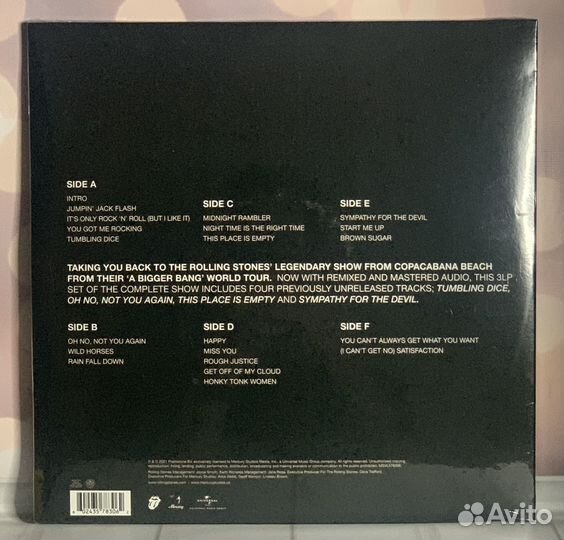 SIDE A
INTRO
JUMPIN' JACK FLASH
IT'S ONLY ROCK 'N' ROLL (BUT I LIKE IT)
YOU GOT ME ROCKING
TUMBLING DICE
SIDE C
MIDNIGHT RAMBLER
NIGHT TIME IS THE RIGHT TIME
THIS PLACE IS EMPTY
SIDE E
SYMPATHY FOR THE DEVIL
START ME UP
BROWN SUGAR
TAKING YOU BACK TO THE ROLLING STONES' LEGENDARY SHOW FROM COPACABANA BEACH
FROM THEIR 'A BIGGER BANG' WORLD TOUR. NOW WITH REMIXED AND MASTERED AUDIO, THIS 3LP
SET OF THE COMPLETE SHOW INCLUDES FOUR PREVIOUSLY UNRELEASED TRACKS; TUMBLING DICE,
OH NO, NOT YOU AGAIN, THIS PLACE IS EMPTY AND SYMPATHY FOR THE DEVIL.
SIDE B
OH NO, NOT YOU AGAIN
WILD HORSES
RAIN FALL DOWN
SIDE D
HAPPY
MISS YOU
ROUGH JUSTICE
GET OFF OF MY CLOUD
HONKY TONK WOMEN
SIDE F
YOU CAN'T ALWAYS GET WHAT YOU WANT
(I CAN'T GET NO) SATISFACTION
UNIVERSAL
Avito